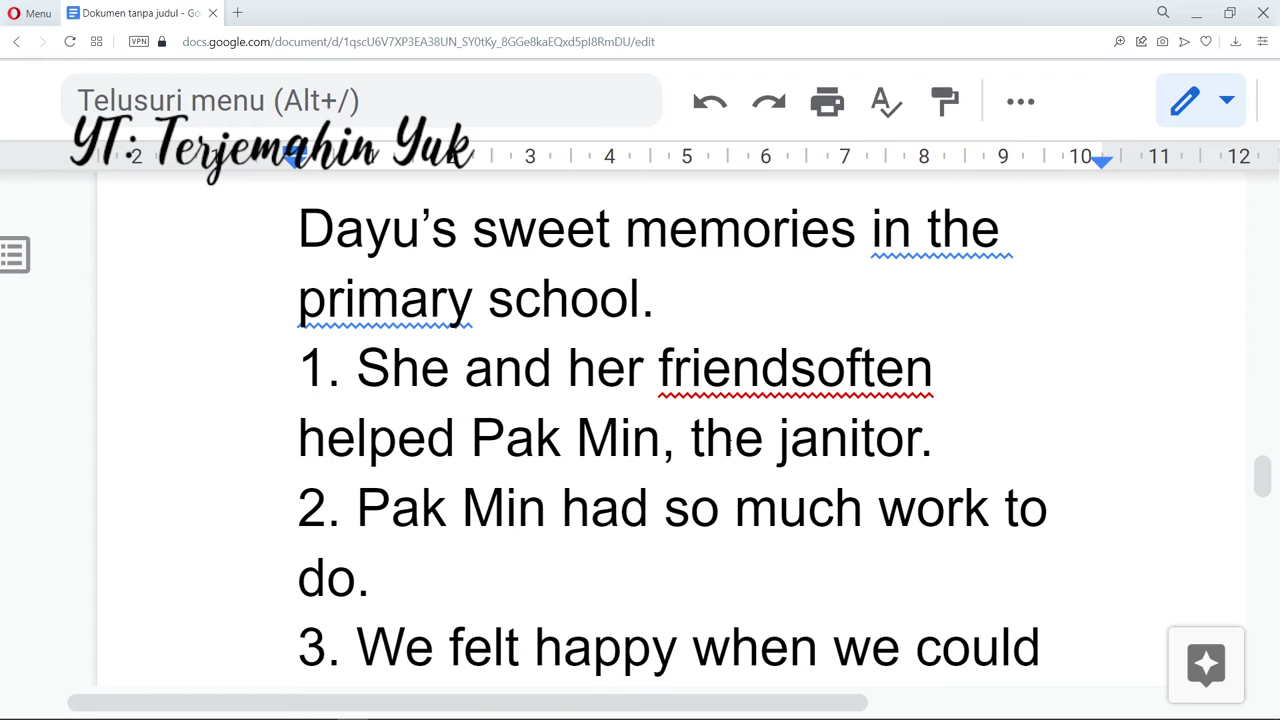 Menu
Dokumen tanpa judul - Go
VPN
docs.google.com/document/d/1qscU6V7XP3EA38UN_SY0tKy_8GGe8kaEQxd5pI8RmDU/edit
Telusuri menu (Alt+/)
YT: Terjemahin Yuk
2 3 4 5 6 7 8 9 10 11 12
Dayu’s sweet memories in the
primary school.
1. She and her friendsoften
helped Pak Min, the janitor.
2. Pak Min had so much work to
do.
3. We felt happy when we could